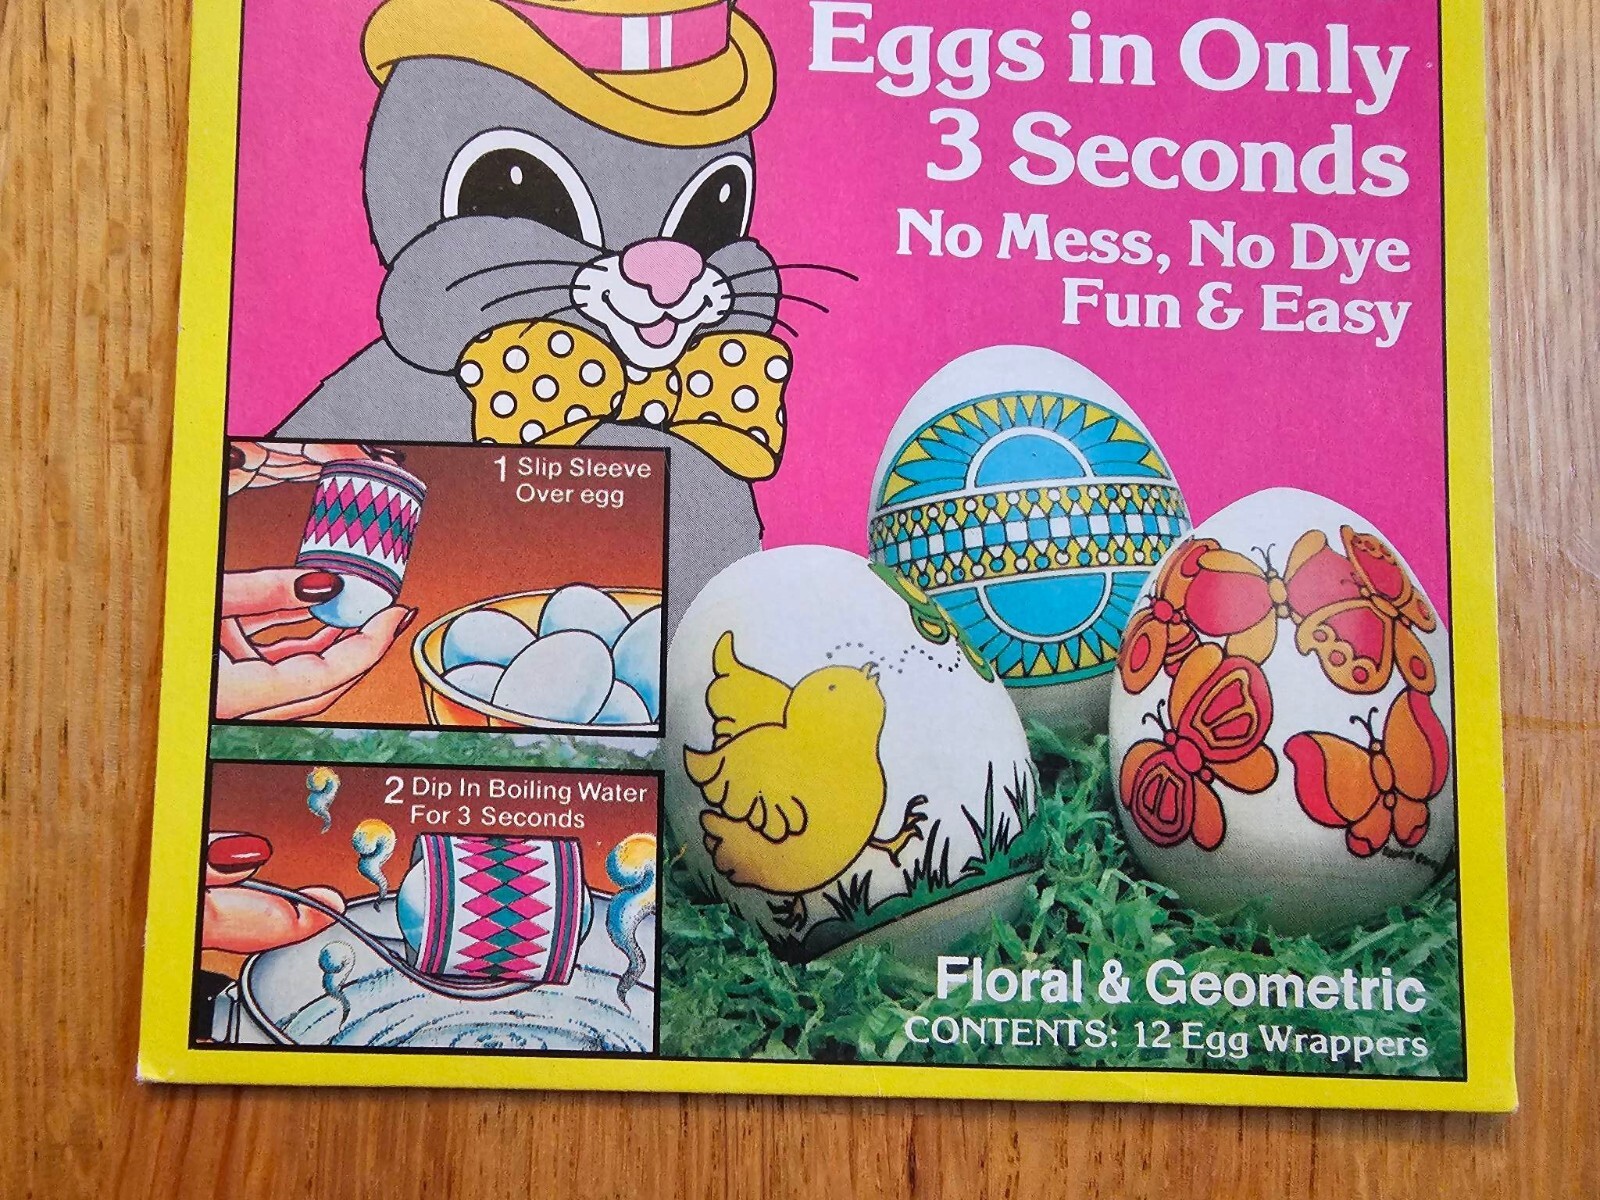 Eggs in Only
3 Seconds
No Mess, No Dye
Fun & Easy
1 Slip Sleeve
Over egg
2 Dip In Boiling Water
For 3 Seconds
Floral & Geometric
CONTENTS: 12 Egg Wrappers